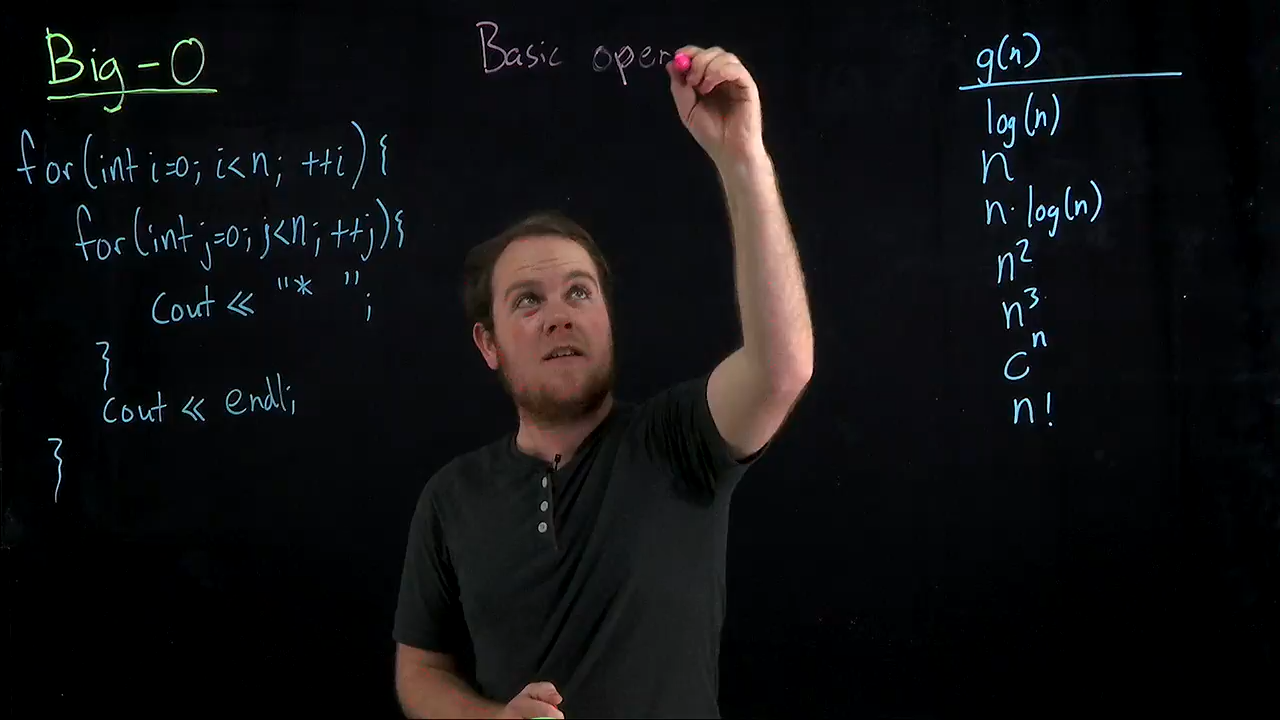 Big-O
for(int i=0; i<n; ++i){
for(int j=0; j<n; ++j){
cout << "* ";
}
cout << endl;
}
Basic oper
g(n)
log(n)
n
n·log(n)
n²
n³
cⁿ
n!